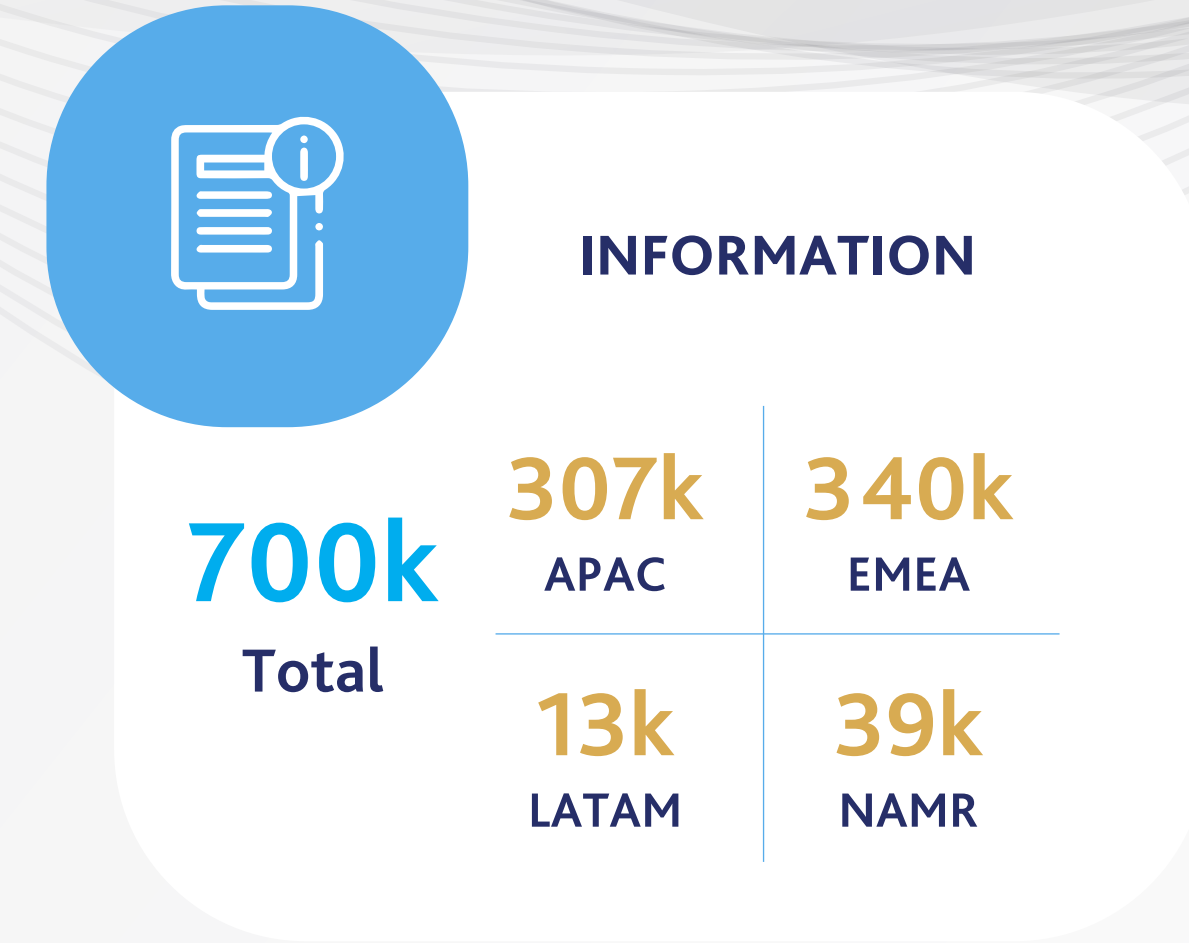 INFORMATION
700k
Total
307k
APAC
340k
EMEA
13k
LATAM
39k
NAMR